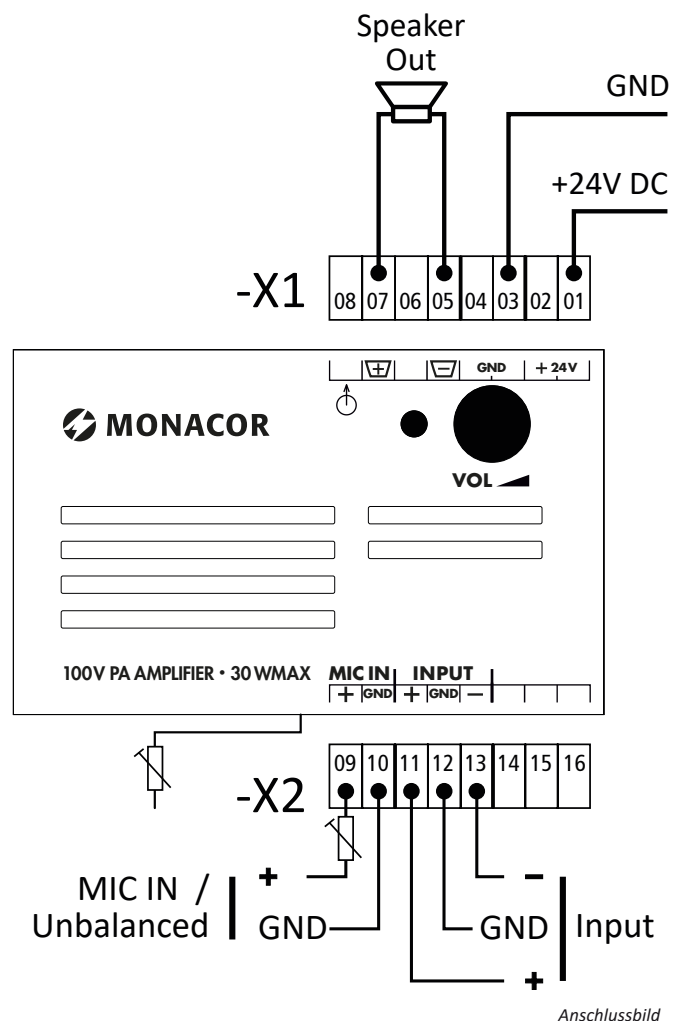 Speaker
Out
GND
+24V DC
-X1
08 07 06 05 04 03 02 01
+ − GND + 24V
MONACOR
VOL
100V PA AMPLIFIER • 30 WMAX
MIC IN INPUT
+ GND + GND −
-X2
09 10 11 12 13 14 15 16
MIC IN /
Unbalanced
+
GND
−
GND
+
Input
Anschlussbild